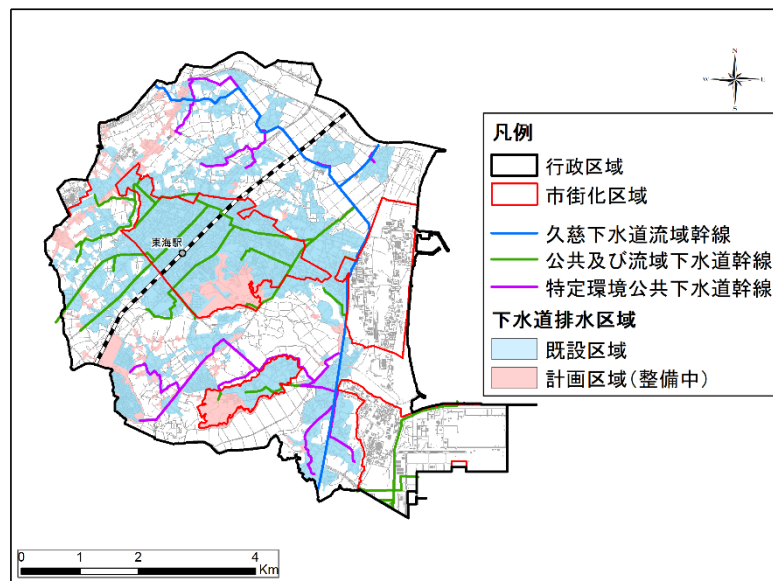 N
W
E
S
凡例
行政区域
市街化区域
久慈下水道流域幹線
公共及び流域下水道幹線
特定環境公共下水道幹線
下水道排水区域
既設区域
計画区域(整備中)
東海駅
0 1 2 4
Km